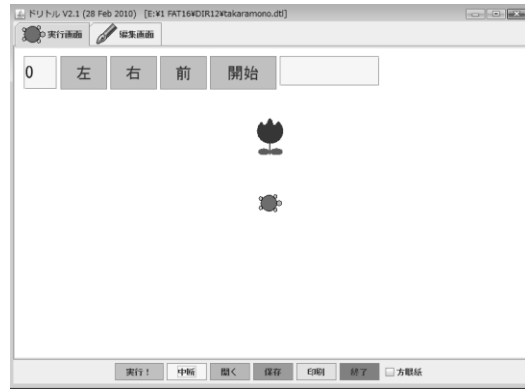 ドリトル V2.1 (28 Feb 2010) [E:¥1 FAT16¥DIR12¥takaramono.dtl]
実行画面 編集画面
0 左 右 前 開始
実行！ 中断 開く 保存 印刷 終了 方眼紙